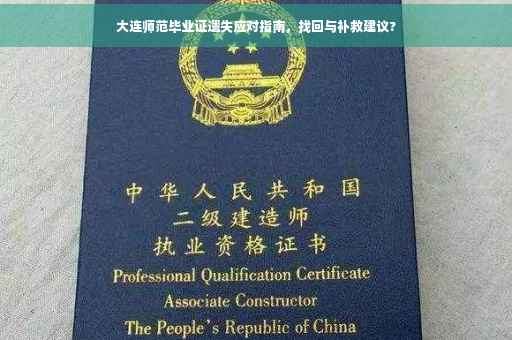 大连师范毕业证遗失应对指南，找回与补救建议？
中华人民共和国
二级建造师
执业资格证书
Professional Qualification Certificate
Associate Constructor
The People's Republic of China